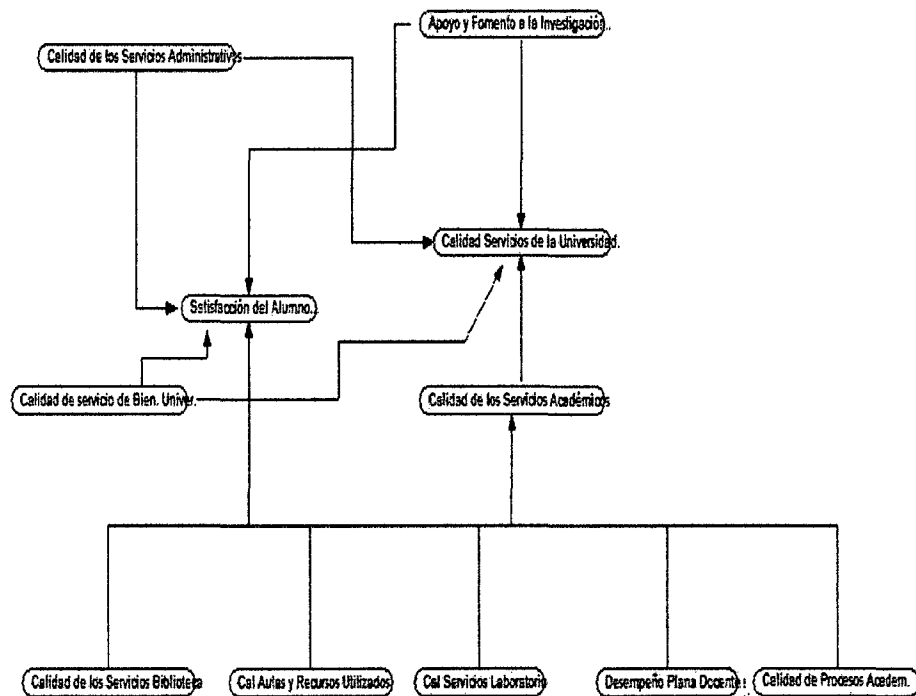 Apoyo y Fomento a la Investigación..
Calidad de los Servicios Administrativos
Calidad Servicios de la Universidad.
Satisfacción del Alumno..
Calidad de servicio de Bien. Univer.
Calidad de los Servicios Académicos
Calidad de los Servicios Biblioteca
Cal Aulas y Recursos Utilizados
Cal Servicios Laboratorio
Desempeño Plana Docente
Calidad de Procesos Academ.